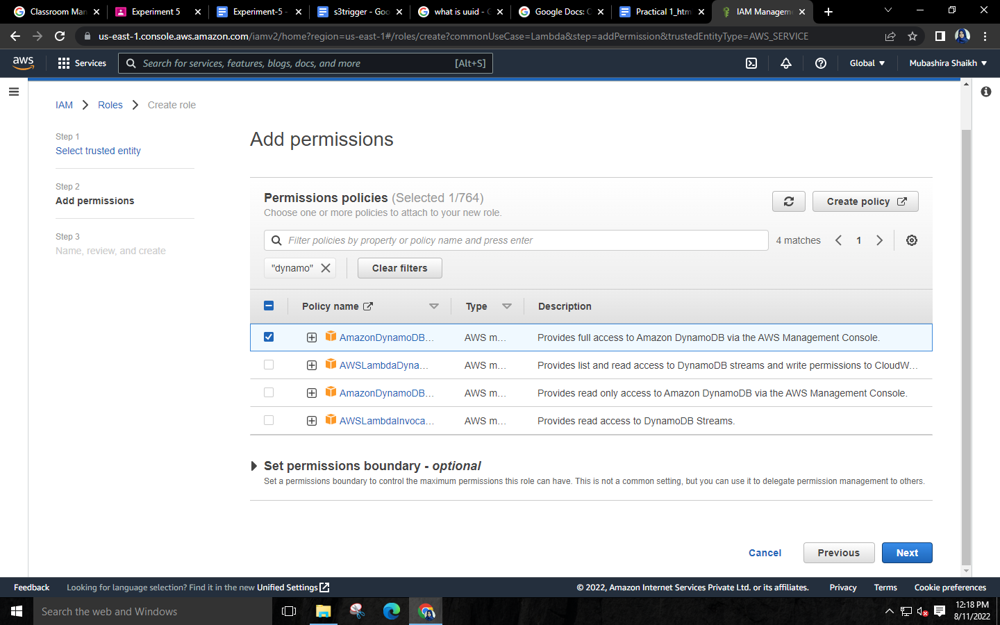 Classroom Man
Experiment 5
Experiment-5 -
s3trigger - Goo
what is uuid - G
Google Docs: C
Practical 1_htm
IAM Managem
us-east-1.console.aws.amazon.com/iamv2/home?region=us-east-1#/roles/create?commonUseCase=Lambda&step=addPermission&trustedEntityType=AWS_SERVICE
aws
Services
Search for services, features, blogs, docs, and more
[Alt+S]
Global
Mubashira Shaikh
IAM
Roles
Create role
Step 1
Select trusted entity
Step 2
Add permissions
Step 3
Name, review, and create
Add permissions
Permissions policies (Selected 1/764)
Choose one or more policies to attach to your new role.
Create policy
Filter policies by property or policy name and press enter
4 matches
1
"dynamo"
Clear filters
Policy name
Type
Description
AmazonDynamoDB... AWS m... Provides full access to Amazon DynamoDB via the AWS Management Console.
AWSLambdaDyna... AWS m... Provides list and read access to DynamoDB streams and write permissions to CloudW...
AmazonDynamoDB... AWS m... Provides read only access to Amazon DynamoDB via the AWS Management Console.
AWSLambdaInvoca... AWS m... Provides read access to DynamoDB Streams.
Set permissions boundary - optional
Set a permissions boundary to control the maximum permissions this role can have. This is not a common setting, but you can use it to delegate permission management to others.
Cancel
Previous
Next
Feedback
Looking for language selection? Find it in the new Unified Settings
© 2022, Amazon Internet Services Private Ltd. or its affiliates.
Privacy
Terms
Cookie preferences
Search the web and Windows
12:18 PM
8/11/2022